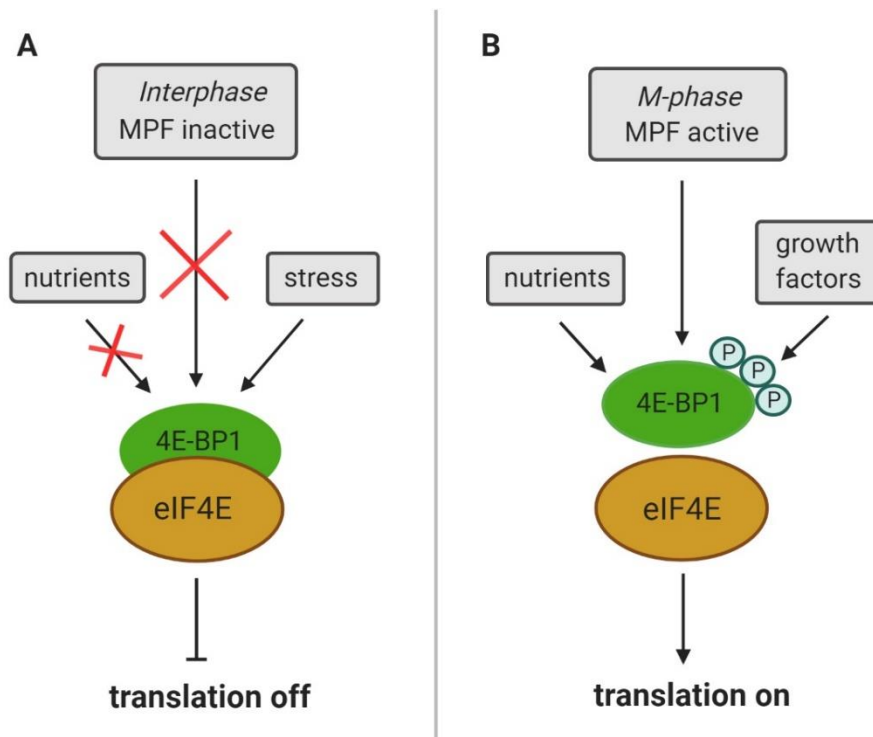 A
Interphase
MPF inactive
nutrients
stress
4E-BP1
eIF4E
translation off
B
M-phase
MPF active
nutrients
growth
factors
P
P
P
4E-BP1
eIF4E
translation on